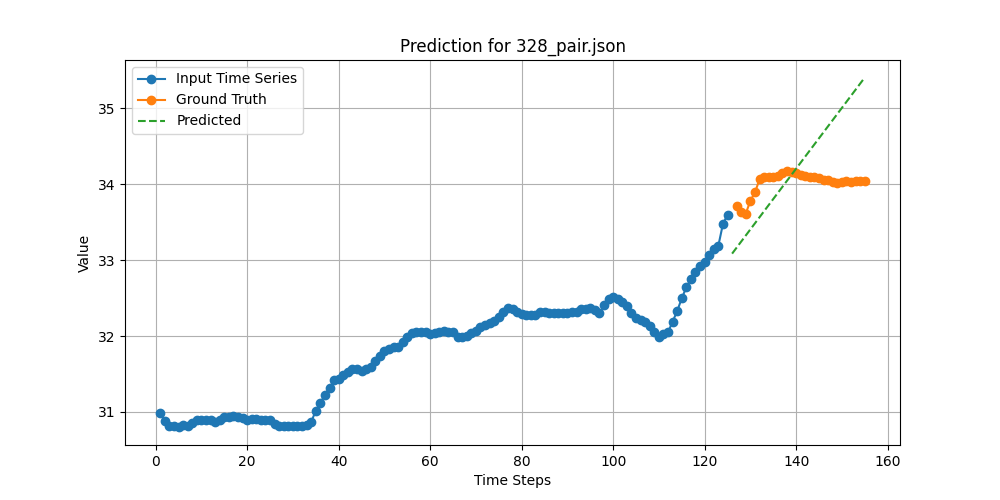 Prediction for 328_pair.json
Input Time Series
Ground Truth
Predicted
35
34
33
32
31
Value
0 20 40 60 80 100 120 140 160
Time Steps